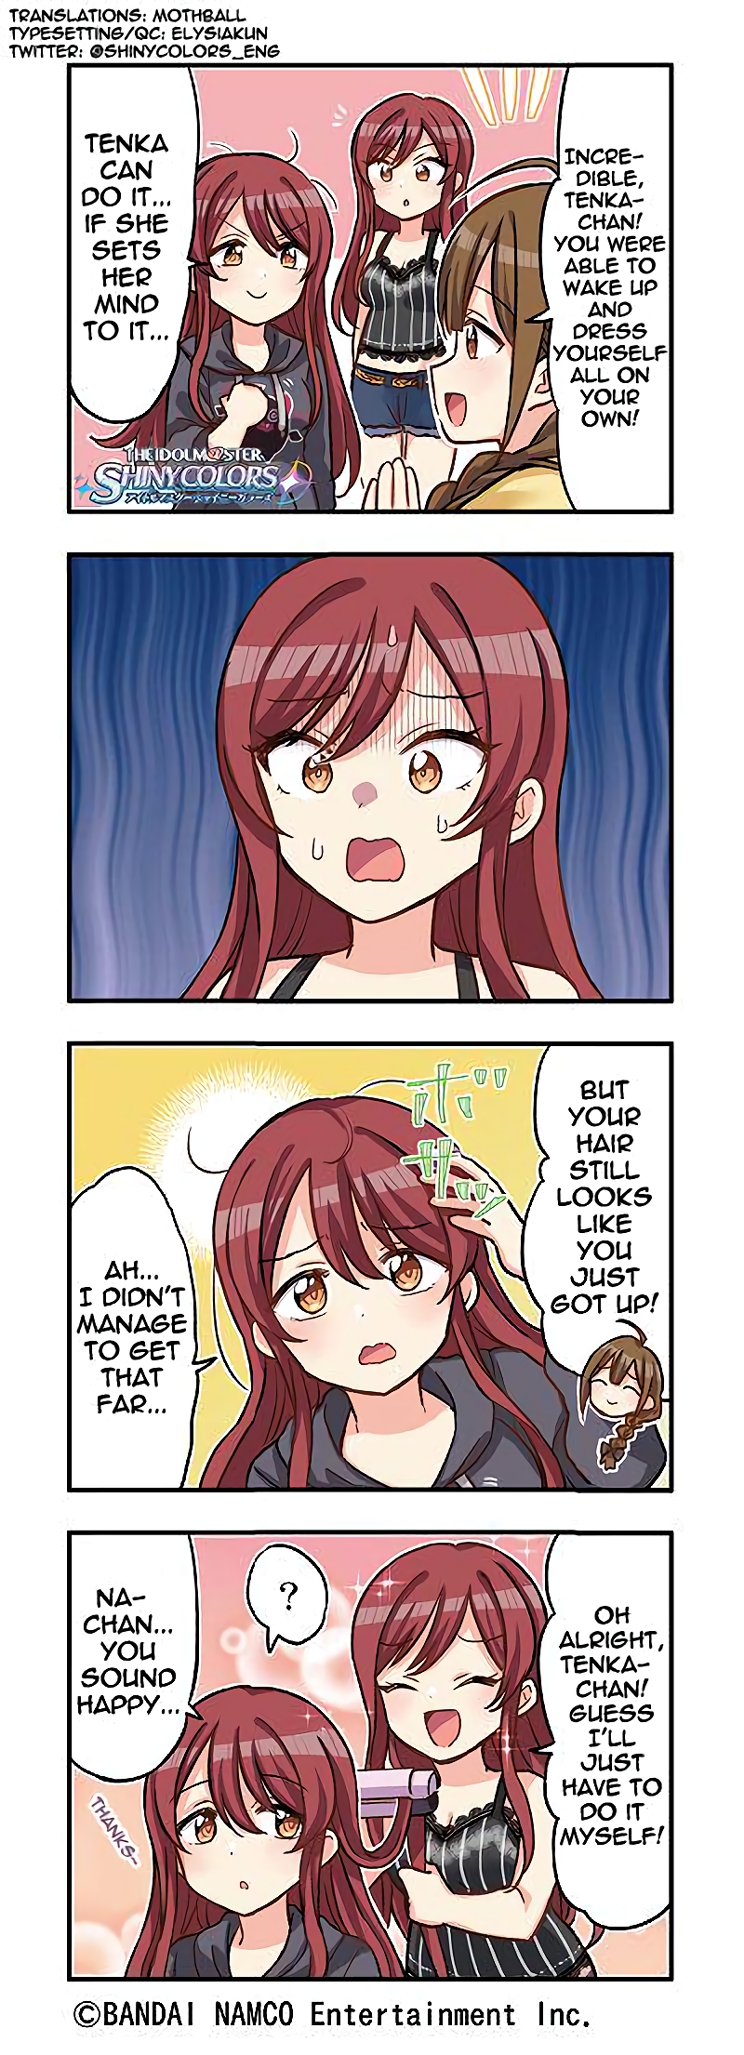 TRANSLATIONS: MOTHBALL
TYPESETTING/QC: ELYSIAKUN
TWITTER: @SHINYCOLORS_ENG
INCRE-
DIBLE,
TENKA-
CHAN!
YOU WERE
ABLE TO
WAKE UP
AND
DRESS
YOURSELF
ALL ON
YOUR
OWN!
TENKA
CAN
DO IT...
IF SHE
SETS
HER
MIND
TO IT...
THE IDOLM@STER
SHINY COLORS
BUT
YOUR
HAIR
STILL
LOOKS
LIKE
YOU
JUST
GOT UP!
ボサッ
AH...
I DIDN'T
MANAGE
TO GET
THAT
FAR...
OH
ALRIGHT,
TENKA-
CHAN!
GUESS
I'LL
JUST
HAVE TO
DO IT
MYSELF!
?
NA-
CHAN...
YOU
SOUND
HAPPY...
THANKS~
©BANDAI NAMCO Entertainment Inc.